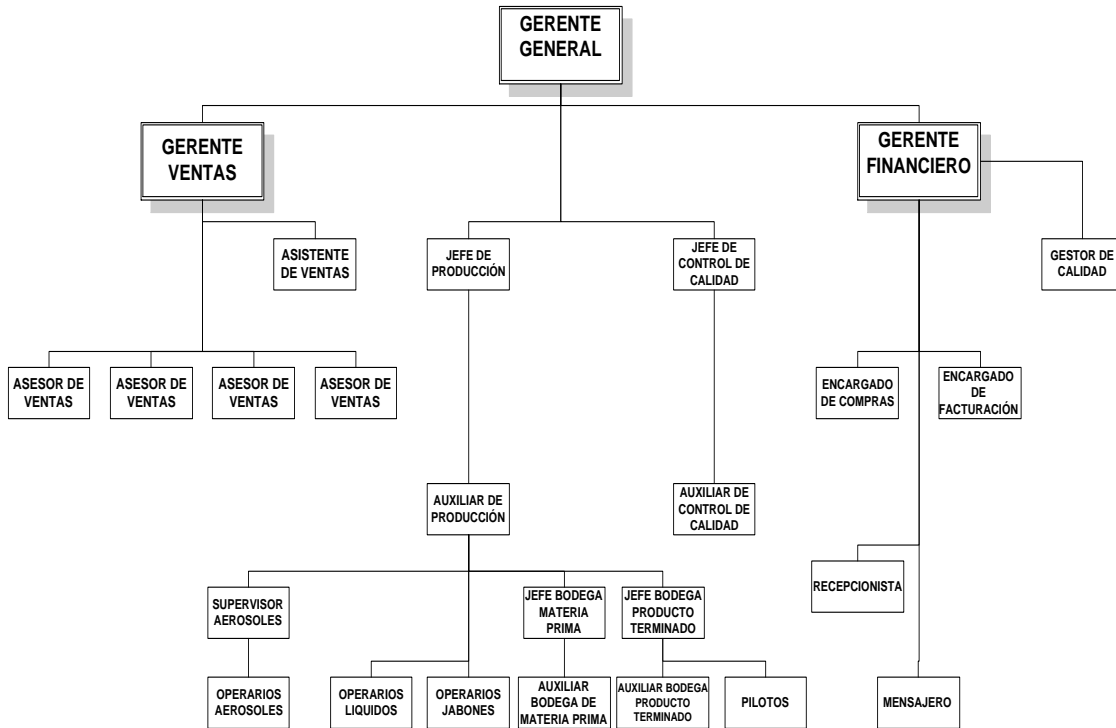 GERENTE
GENERAL
GERENTE
VENTAS
GERENTE
FINANCIERO
ASISTENTE
DE VENTAS
JEFE DE
PRODUCCIÓN
JEFE DE
CONTROL DE
CALIDAD
GESTOR DE
CALIDAD
ASESOR DE
VENTAS
ASESOR DE
VENTAS
ASESOR DE
VENTAS
ASESOR DE
VENTAS
ENCARGADO
DE COMPRAS
ENCARGADO
DE
FACTURACIÓN
AUXILIAR DE
PRODUCCIÓN
AUXILIAR DE
CONTROL DE
CALIDAD
RECEPCIONISTA
SUPERVISOR
AEROSOLES
JEFE BODEGA
MATERIA
PRIMA
JEFE BODEGA
PRODUCTO
TERMINADO
OPERARIOS
AEROSOLES
OPERARIOS
LIQUIDOS
OPERARIOS
JABONES
AUXILIAR
BODEGA DE
MATERIA PRIMA
AUXILIAR BODEGA
PRODUCTO
TERMINADO
PILOTOS
MENSAJERO